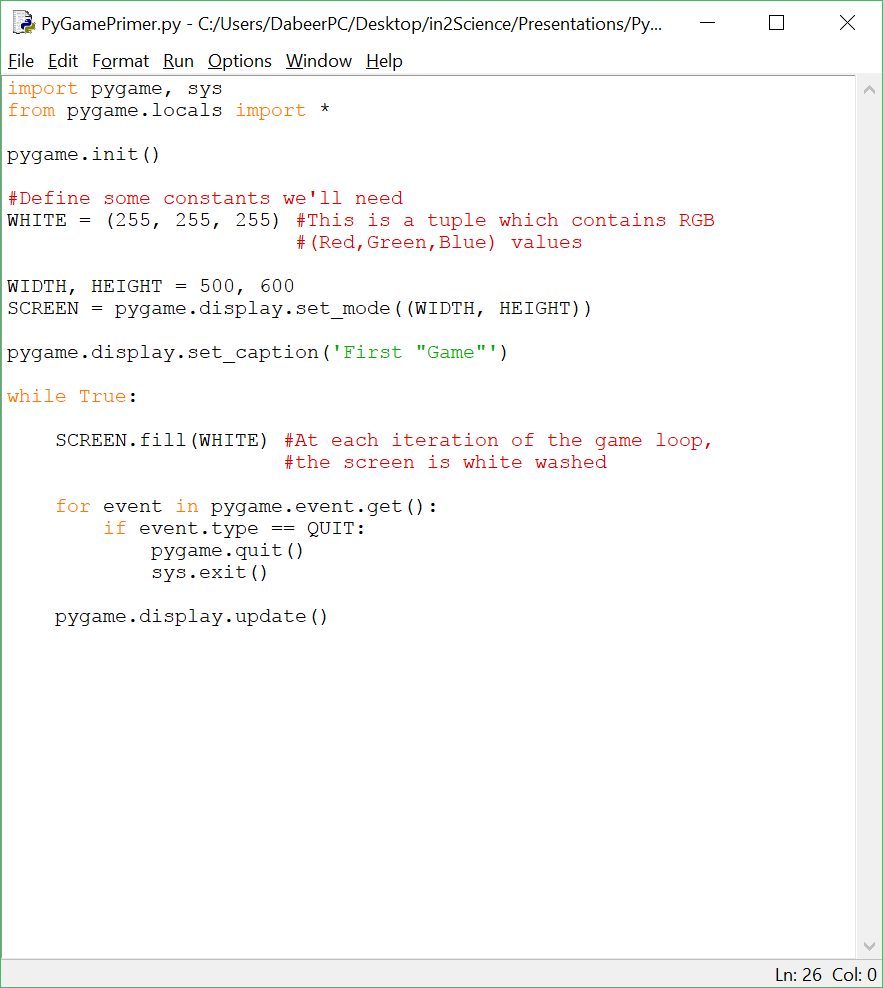 PyGamePrimer.py - C:/Users/DabeerPC/Desktop/in2Science/Presentations/Py...
File Edit Format Run Options Window Help
import pygame, sys
from pygame.locals import *

pygame.init()

#Define some constants we'll need
WHITE = (255, 255, 255) #This is a tuple which contains RGB
                        #(Red,Green,Blue) values

WIDTH, HEIGHT = 500, 600
SCREEN = pygame.display.set_mode((WIDTH, HEIGHT))

pygame.display.set_caption('First "Game"')

while True:

    SCREEN.fill(WHITE) #At each iteration of the game loop,
                       #the screen is white washed

    for event in pygame.event.get():
        if event.type == QUIT:
            pygame.quit()
            sys.exit()

    pygame.display.update()
Ln: 26 Col: 0